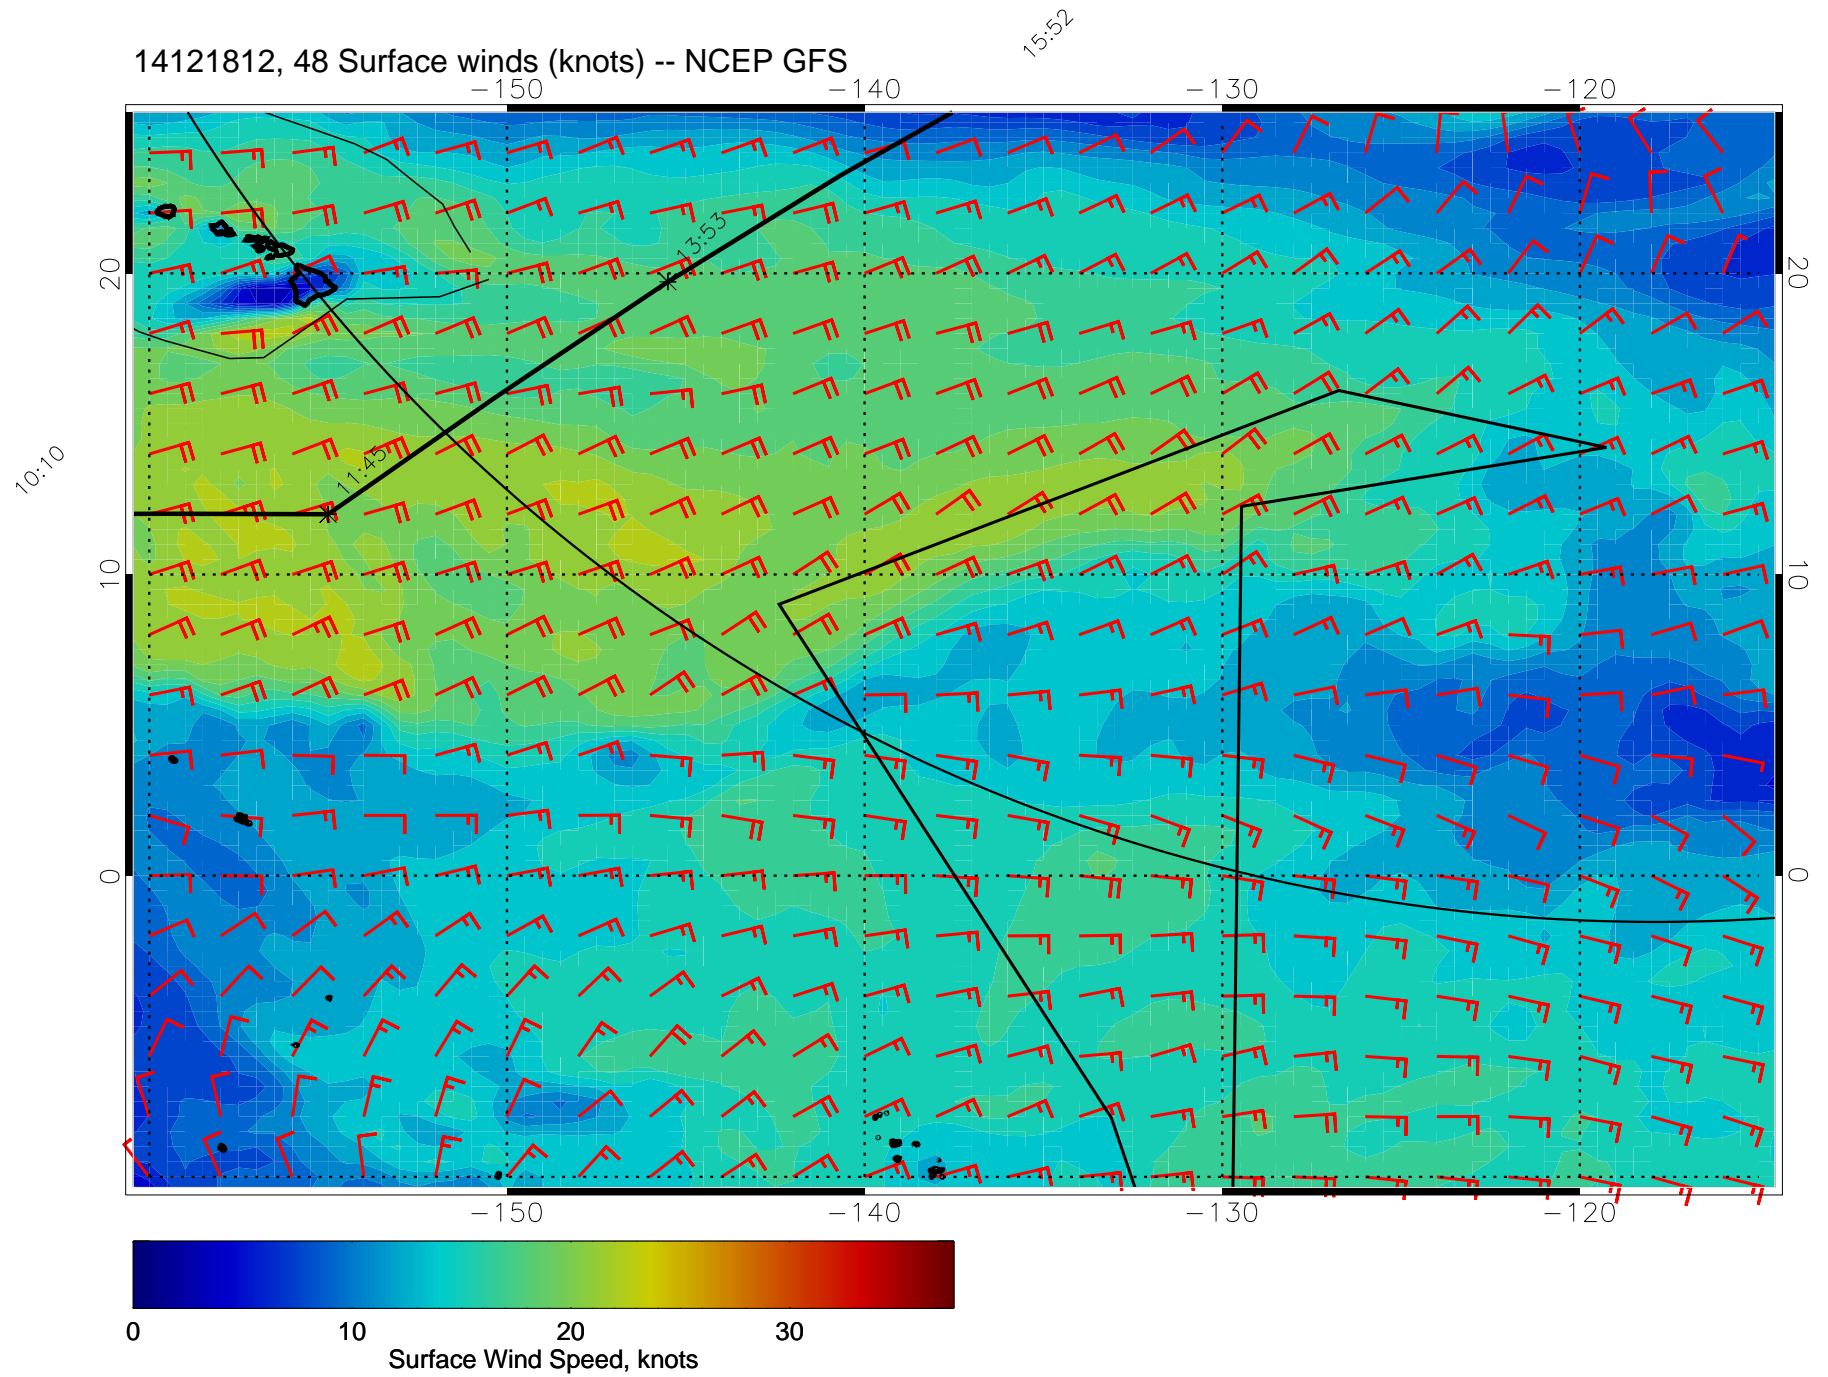 15:52
14121812, 48 Surface winds (knots) -- NCEP GFS
-150 -140 -130 -120
13:53
20 20
11:45
10:10
10 10
0 0
-150 -140 -130 -120
0 10 20 30
Surface Wind Speed, knots